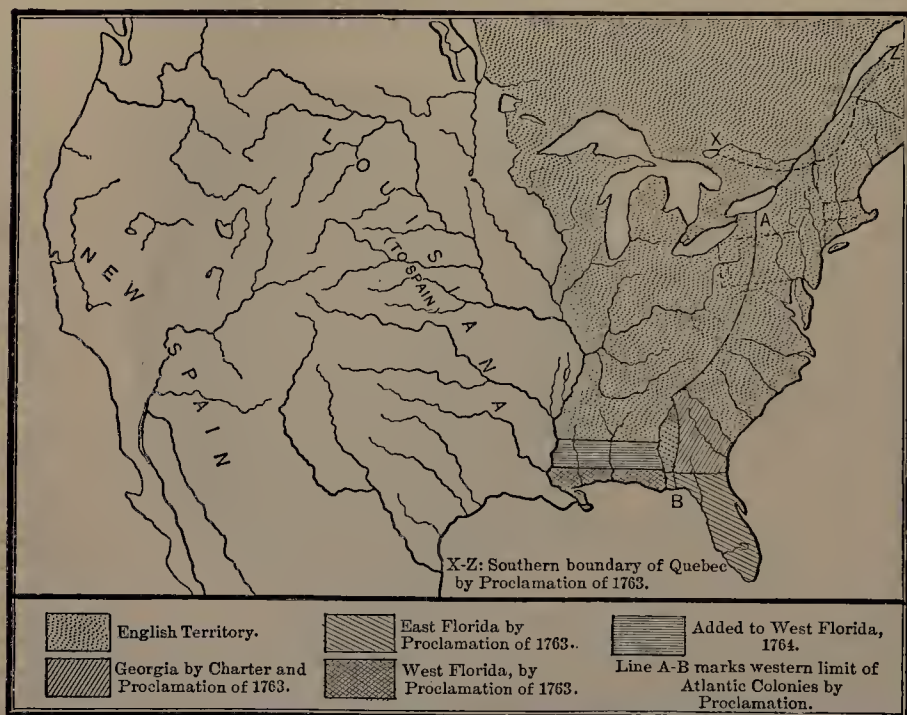 LOUISIANA
(TO SPAIN)
NEW SPAIN
X
Z
A
B
X-Z: Southern boundary of Quebec
by Proclamation of 1763.
English Territory.
Georgia by Charter and
Proclamation of 1763.
East Florida by
Proclamation of 1763..
West Florida, by
Proclamation of 1763.
Added to West Florida,
1764.
Line A-B marks western limit of
Atlantic Colonies by
Proclamation.